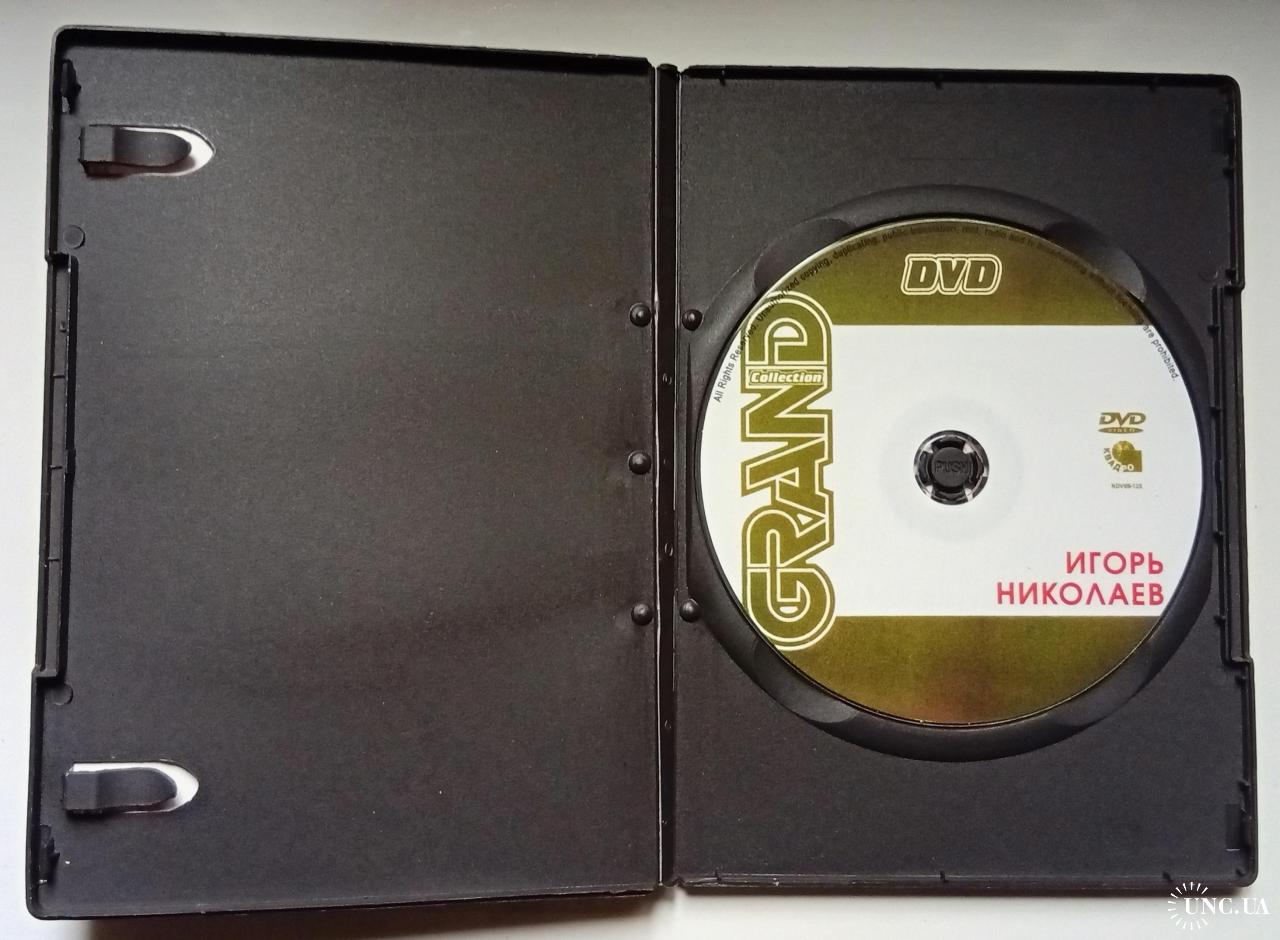 DVD
All Rights Reserved. Unauthorized copying, duplicating, public translation, rent, radio and tv broadcasting are prohibited.
GRAND
Collection
DVD
VIDEO
КВАДРО
PUSH
ИГОРЬ
НИКОЛАЕВ
UNC.UA